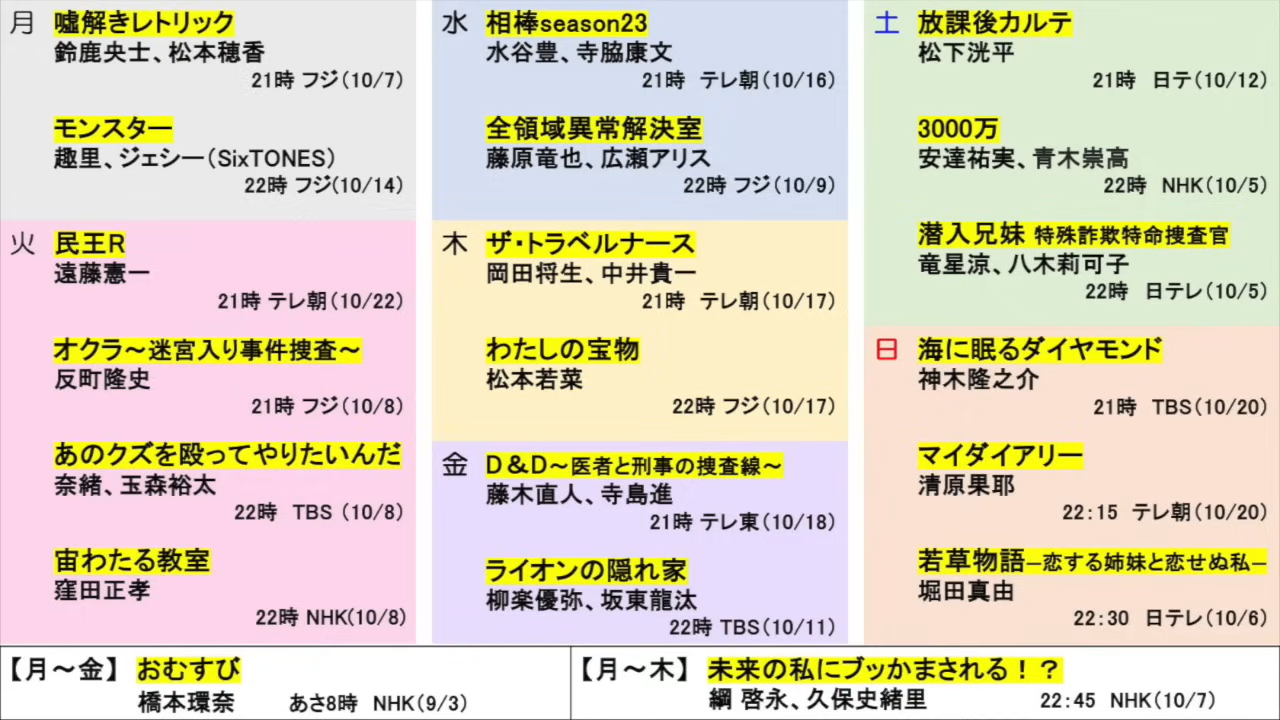 月 嘘解きレトリック
鈴鹿央士、松本穂香
21時 フジ（10/7）
モンスター
趣里、ジェシー（SixTONES）
22時 フジ(10/14）
火 民王R
遠藤憲一
21時 テレ朝（10/22）
オクラ～迷宮入り事件捜査～
反町隆史
21時 フジ（10/8）
あのクズを殴ってやりたいんだ
奈緒、玉森裕太
22時 TBS （10/8）
宙わたる教室
窪田正孝
22時 NHK(10/8）
水 相棒season23
水谷豊、寺脇康文
21時 テレ朝（10/16）
全領域異常解決室
藤原竜也、広瀬アリス
22時 フジ（10/9）
木 ザ・トラベルナース
岡田将生、中井貴一
21時 テレ朝（10/17）
わたしの宝物
松本若菜
22時 フジ（10/17）
金 D＆D～医者と刑事の捜査線～
藤木直人、寺島進
21時 テレ東（10/18）
ライオンの隠れ家
柳楽優弥、坂東龍汰
22時 TBS（10/11）
土 放課後カルテ
松下洸平
21時 日テ（10/12）
3000万
安達祐実、青木崇高
22時 NHK（10/5）
潜入兄妹 特殊詐欺特命捜査官
竜星涼、八木莉可子
22時 日テレ（10/5）
日 海に眠るダイヤモンド
神木隆之介
21時 TBS（10/20）
マイダイアリー
清原果耶
22：15 テレ朝（10/20）
若草物語―恋する姉妹と恋せぬ私―
堀田真由
22：30 日テレ（10/6）
【月～金】 おむすび
橋本環奈 あさ8時 NHK（9/3）
【月～木】 未来の私にブッかまされる！？
綱 啓永、久保史緒里 22：45 NHK（10/7）